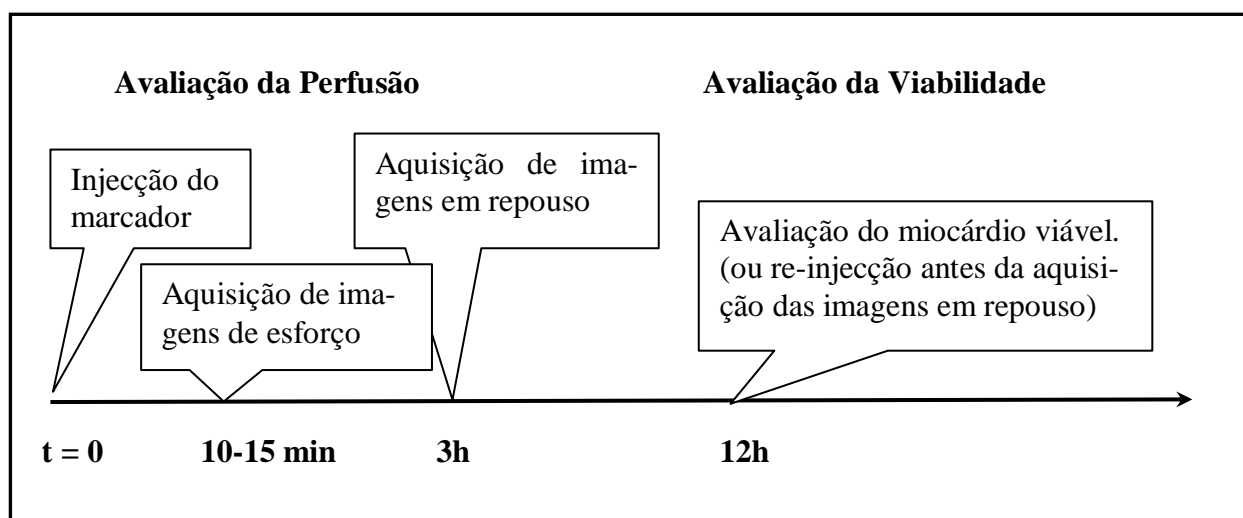 Avaliação da Perfusão
Avaliação da Viabilidade
Injecção do
marcador
Aquisição de ima-
gens de esforço
Aquisição de ima-
gens em repouso
Avaliação do miocárdio viável.
(ou re-injecção antes da aquisi-
ção das imagens em repouso)
t = 0
10-15 min
3h
12h